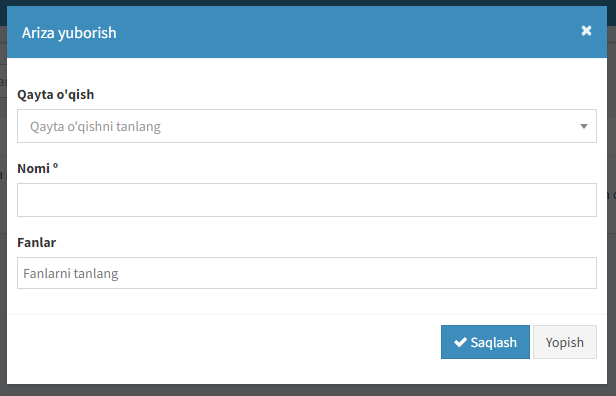 Ariza yuborish
Qayta o'qish
Qayta o'qishni tanlang
Nomi º
Fanlar
Fanlarni tanlang
Saqlash
Yopish